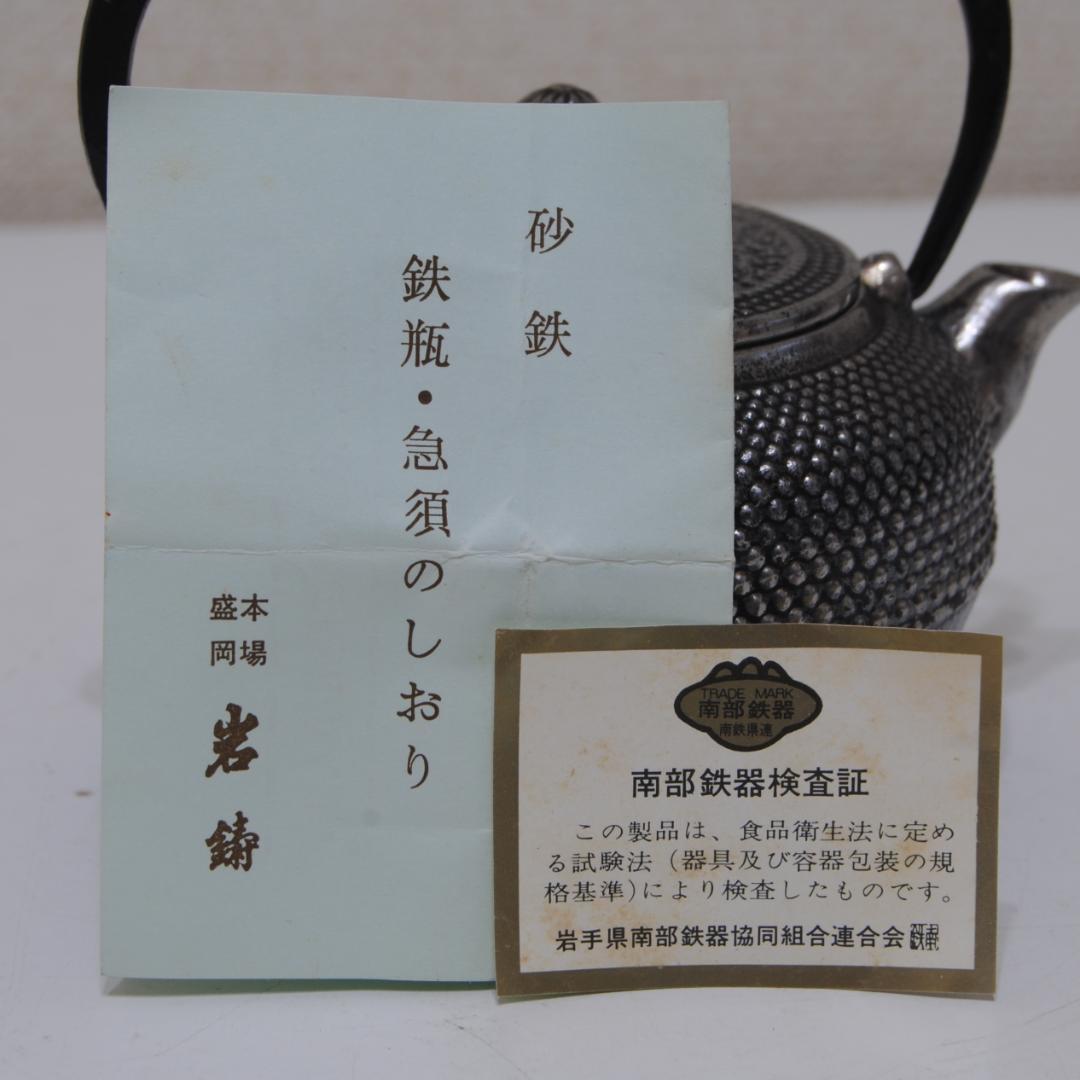 砂鉄
鉄瓶・急須のしおり
本場
盛岡
岩鋳
TRADE MARK
南部鉄器
南鉄県連
南部鉄器検査証
この製品は、食品衛生法に定め
る試験法（器具及び容器包装の規
格基準）により検査したものです。
岩手県南部鉄器協同組合連合会